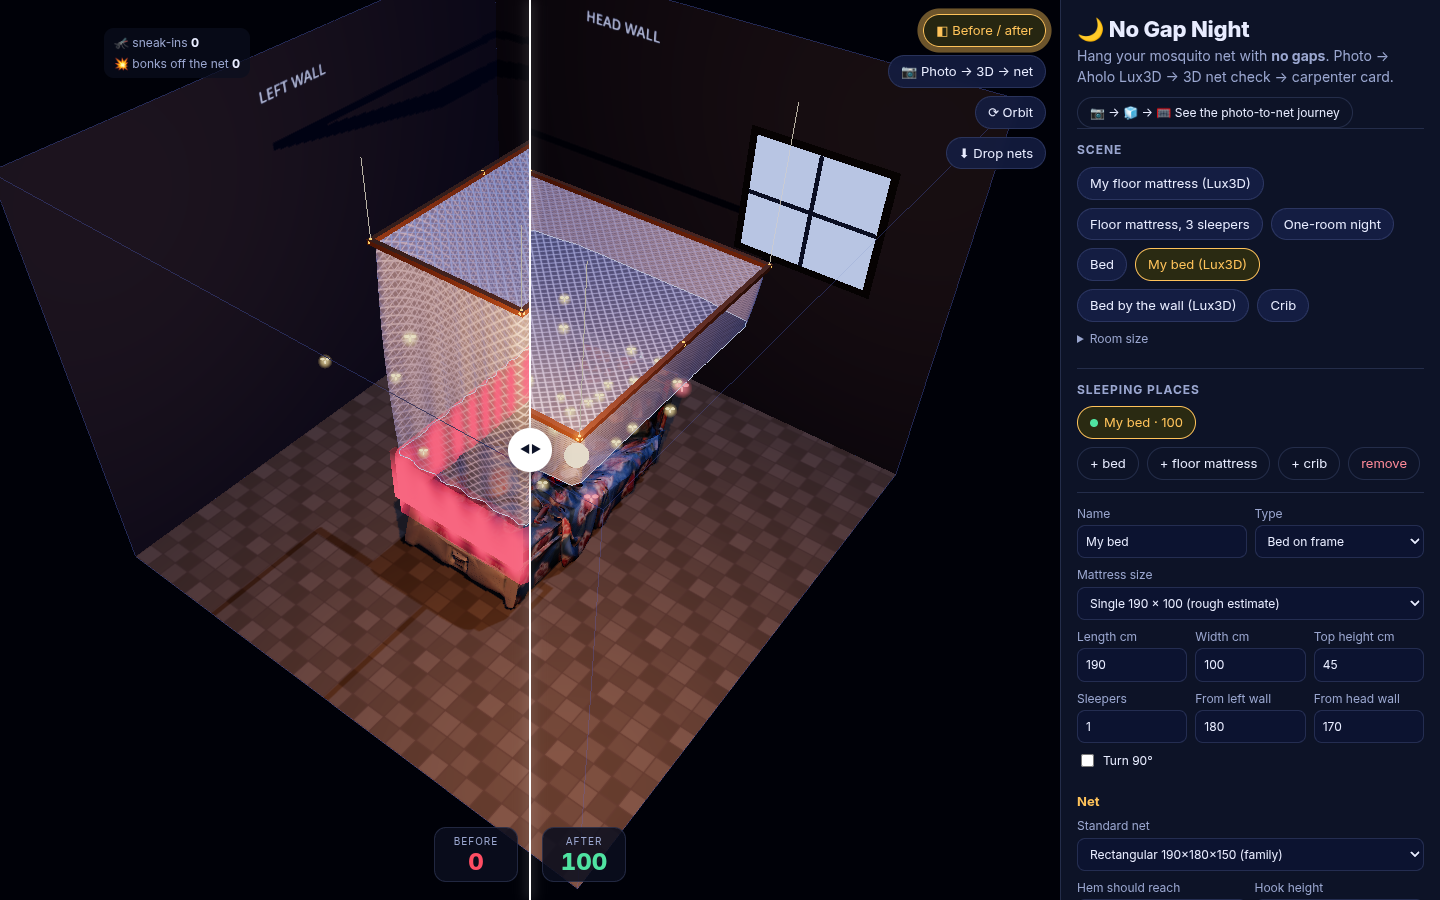 🦟 sneak-ins 0
💥 bonks off the net 0
LEFT WALL
HEAD WALL
◧ Before / after
📷 Photo → 3D → net
⟳ Orbit
⬇ Drop nets
BEFORE
0
AFTER
100
🌙 No Gap Night
Hang your mosquito net with no gaps. Photo →
Aholo Lux3D → 3D net check → carpenter card.
📷 → 🧊 → 🥅 See the photo-to-net journey
SCENE
My floor mattress (Lux3D)
Floor mattress, 3 sleepers
One-room night
Bed
My bed (Lux3D)
Bed by the wall (Lux3D)
Crib
▶ Room size
SLEEPING PLACES
My bed · 100
+ bed
+ floor mattress
+ crib
remove
Name
Type
My bed
Bed on frame
Mattress size
Single 190 × 100 (rough estimate)
Length cm
Width cm
Top height cm
190
100
45
Sleepers
From left wall
From head wall
1
180
170
Turn 90°
Net
Standard net
Rectangular 190×180×150 (family)
Hem should reach
Hook height